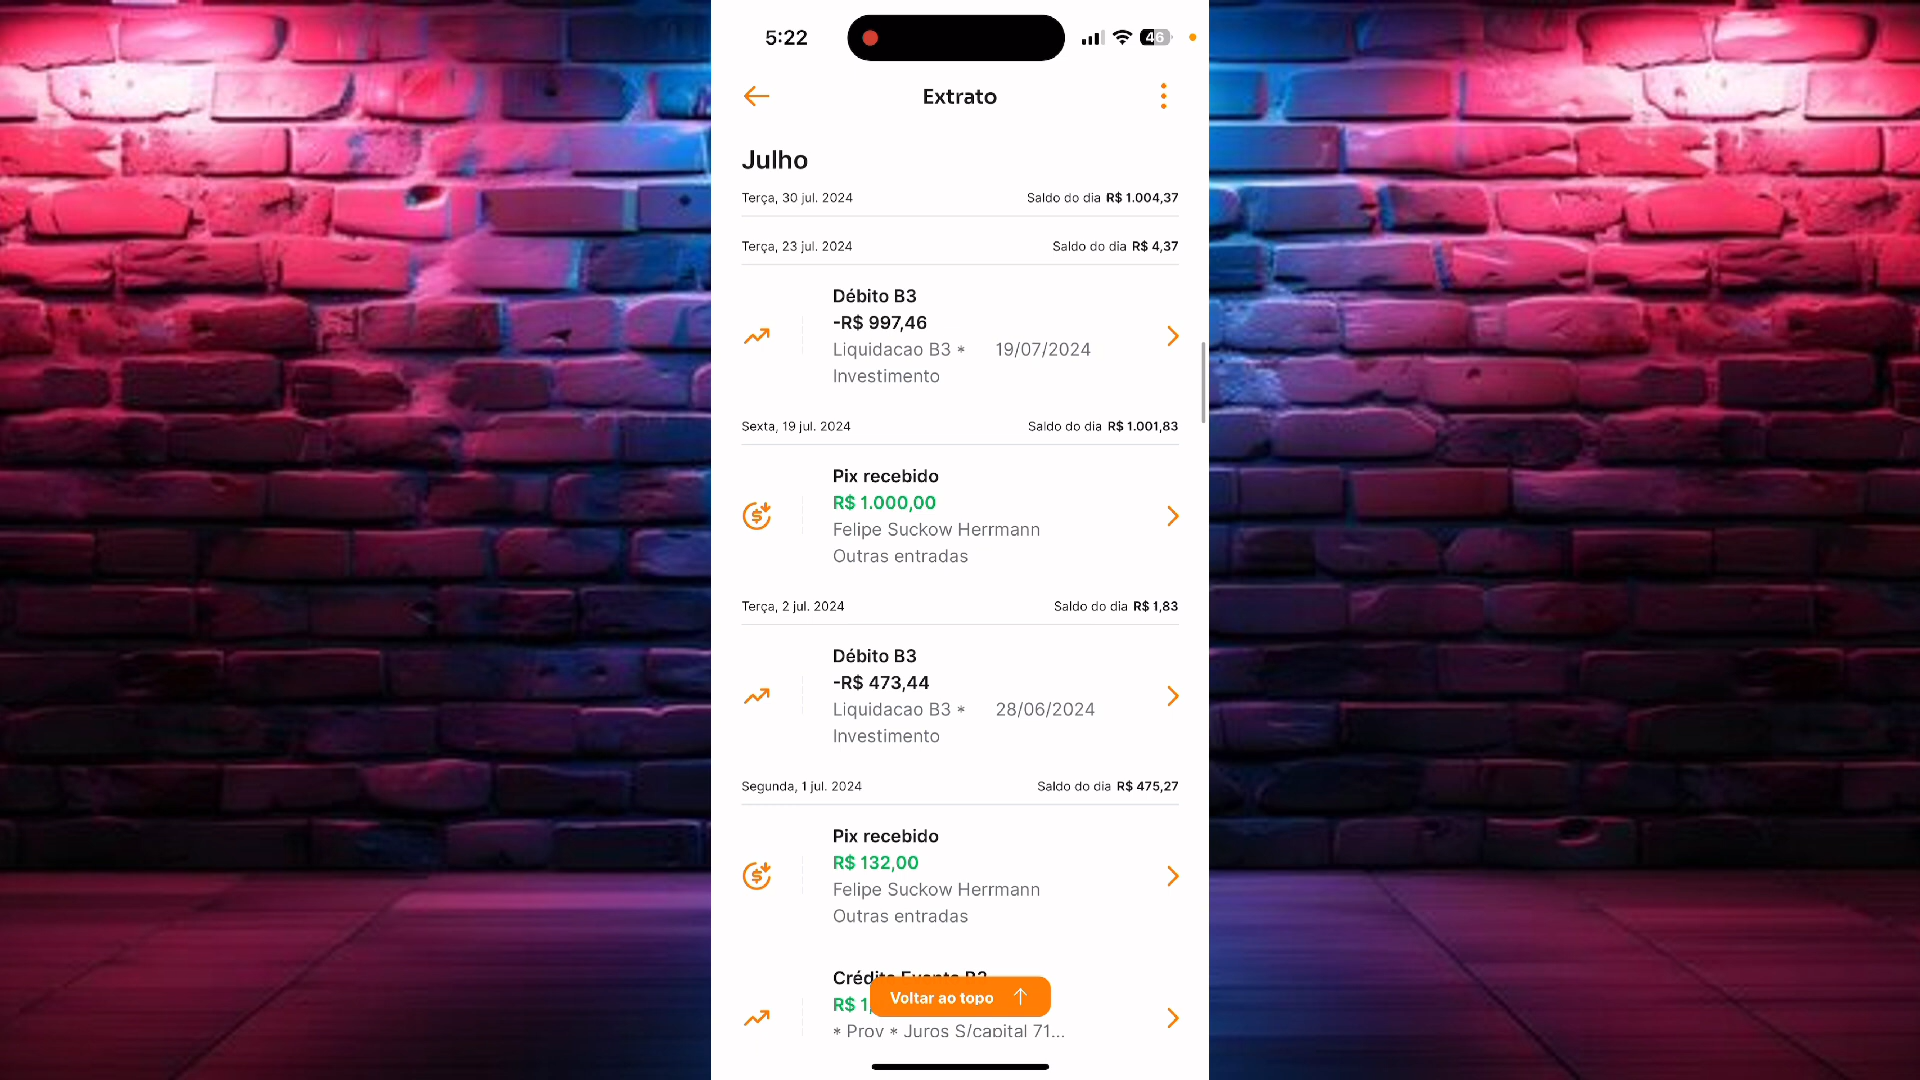 5:22
46
Extrato
Julho
Terça, 30 jul. 2024 Saldo do dia R$ 1.004,37
Terça, 23 jul. 2024 Saldo do dia R$ 4,37
Débito B3
-R$ 997,46
Liquidacao B3 * 19/07/2024
Investimento
Sexta, 19 jul. 2024 Saldo do dia R$ 1.001,83
Pix recebido
R$ 1.000,00
Felipe Suckow Herrmann
Outras entradas
Terça, 2 jul. 2024 Saldo do dia R$ 1,83
Débito B3
-R$ 473,44
Liquidacao B3 * 28/06/2024
Investimento
Segunda, 1 jul. 2024 Saldo do dia R$ 475,27
Pix recebido
R$ 132,00
Felipe Suckow Herrmann
Outras entradas
Crédito Evento B3
R$ 1,
Voltar ao topo
* Prov * Juros S/capital 71...